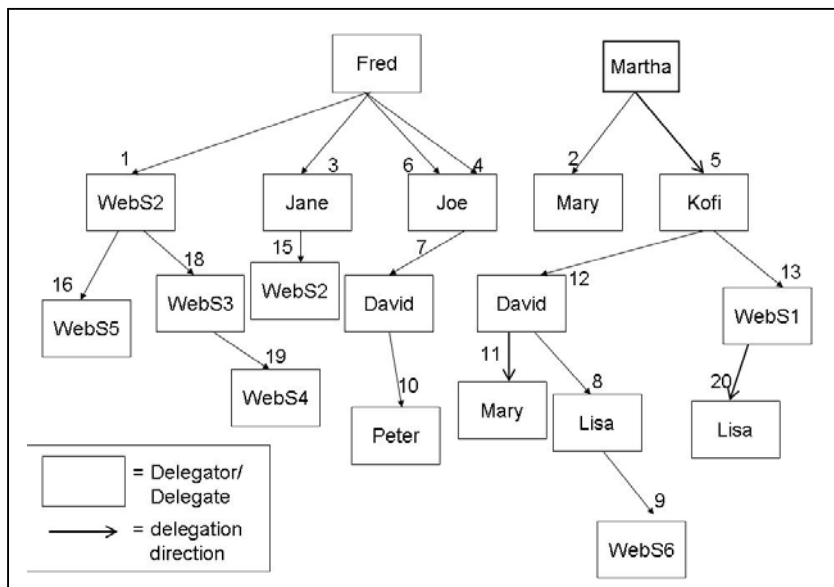 Fred
Martha
1
3
6
4
2
5
WebS2
Jane
Joe
Mary
Kofi
15
7
12
13
16
18
WebS5
WebS3
WebS2
David
David
WebS1
19
10
11
8
20
WebS4
Peter
Mary
Lisa
Lisa
9
WebS6
= Delegator/
Delegate
= delegation
direction